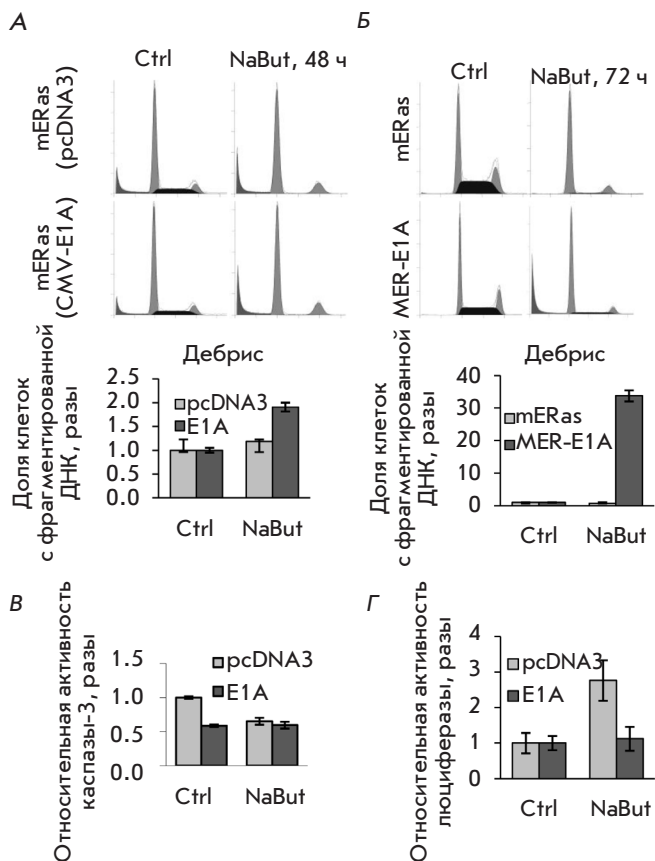 А
Ctrl
NaBut, 48 ч
mERas
(pcDNA3)
mERas
(CMV-E1A)
Дебрис
Доля клеток
с фрагментированной
ДНК, разы
2.5
2.0
1.5
1.0
0.5
0.0
pcDNA3
E1A
Ctrl
NaBut
Б
Ctrl
NaBut, 72 ч
mERas
MER-E1A
Дебрис
Доля клеток
с фрагментированной
ДНК, разы
40
30
20
10
0
mERas
MER-E1A
Ctrl
NaBut
В
Относительная активность
каспазы-3, разы
1.5
1.0
0.5
0.0
pcDNA3
E1A
Ctrl
NaBut
Г
Относительная активность
люциферазы, разы
4
3
2
1
0
pcDNA3
E1A
Ctrl
NaBut